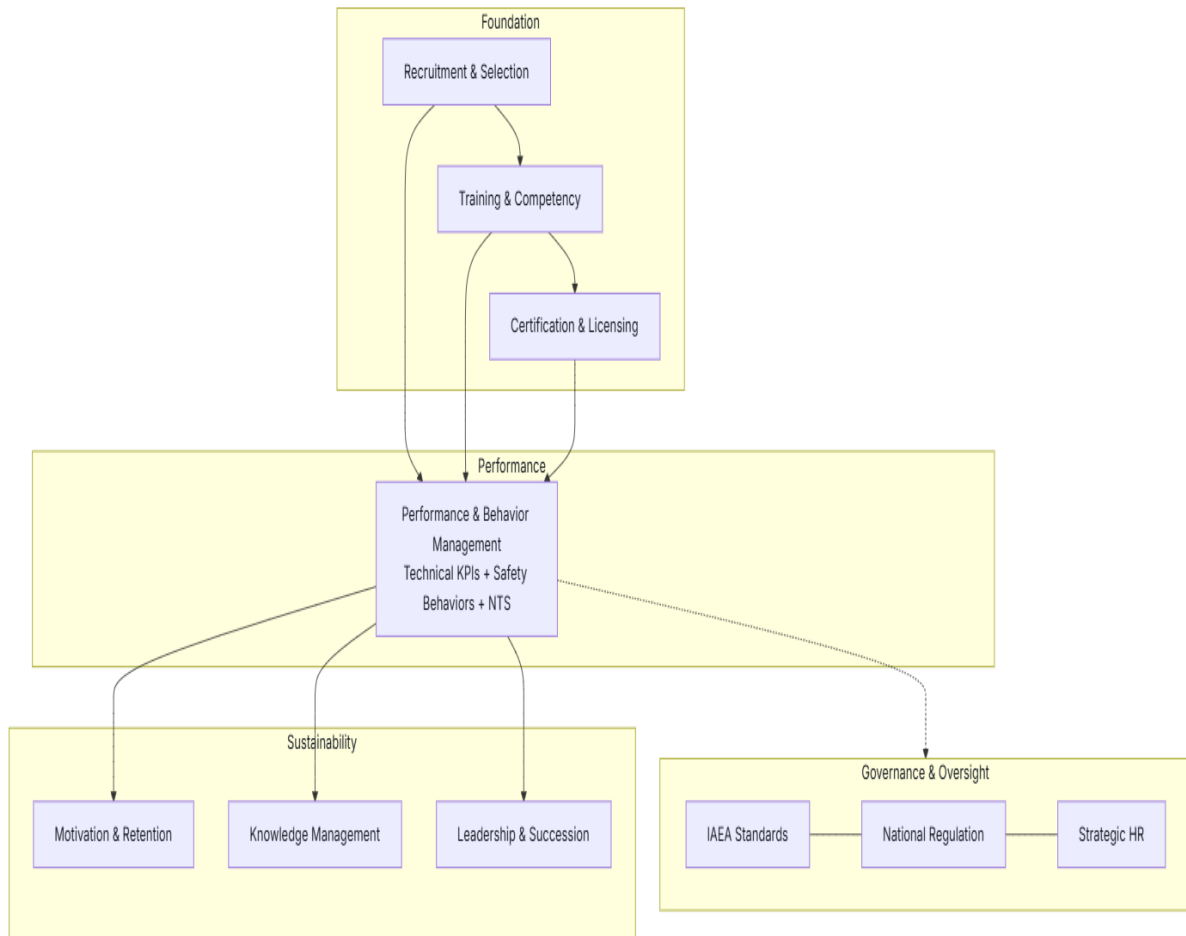 Foundation
Recruitment & Selection
Training & Competency
Certification & Licensing
Performance
Performance & Behavior
Management
Technical KPIs + Safety
Behaviors + NTS
Sustainability
Motivation & Retention
Knowledge Management
Leadership & Succession
Governance & Oversight
IAEA Standards
National Regulation
Strategic HR